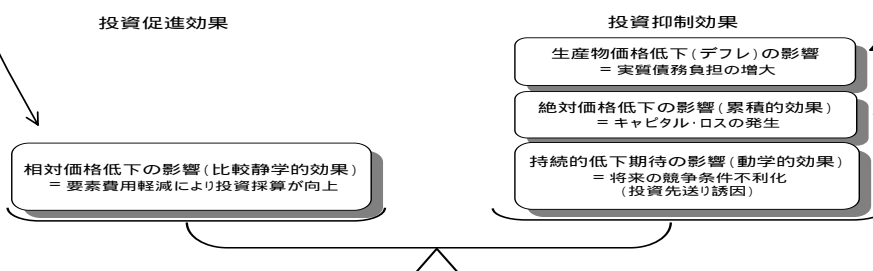 投資促進効果
相対価格低下の影響(比較静学的効果)
= 要素費用軽減により投資採算が向上
投資抑制効果
生産物価格低下(デフレ)の影響
= 実質債務負担の増大
絶対価格低下の影響(累積的効果)
= キャピタル・ロスの発生
持続的低下期待の影響(動学的効果)
= 将来の競争条件不利化
(投資先送り誘因)